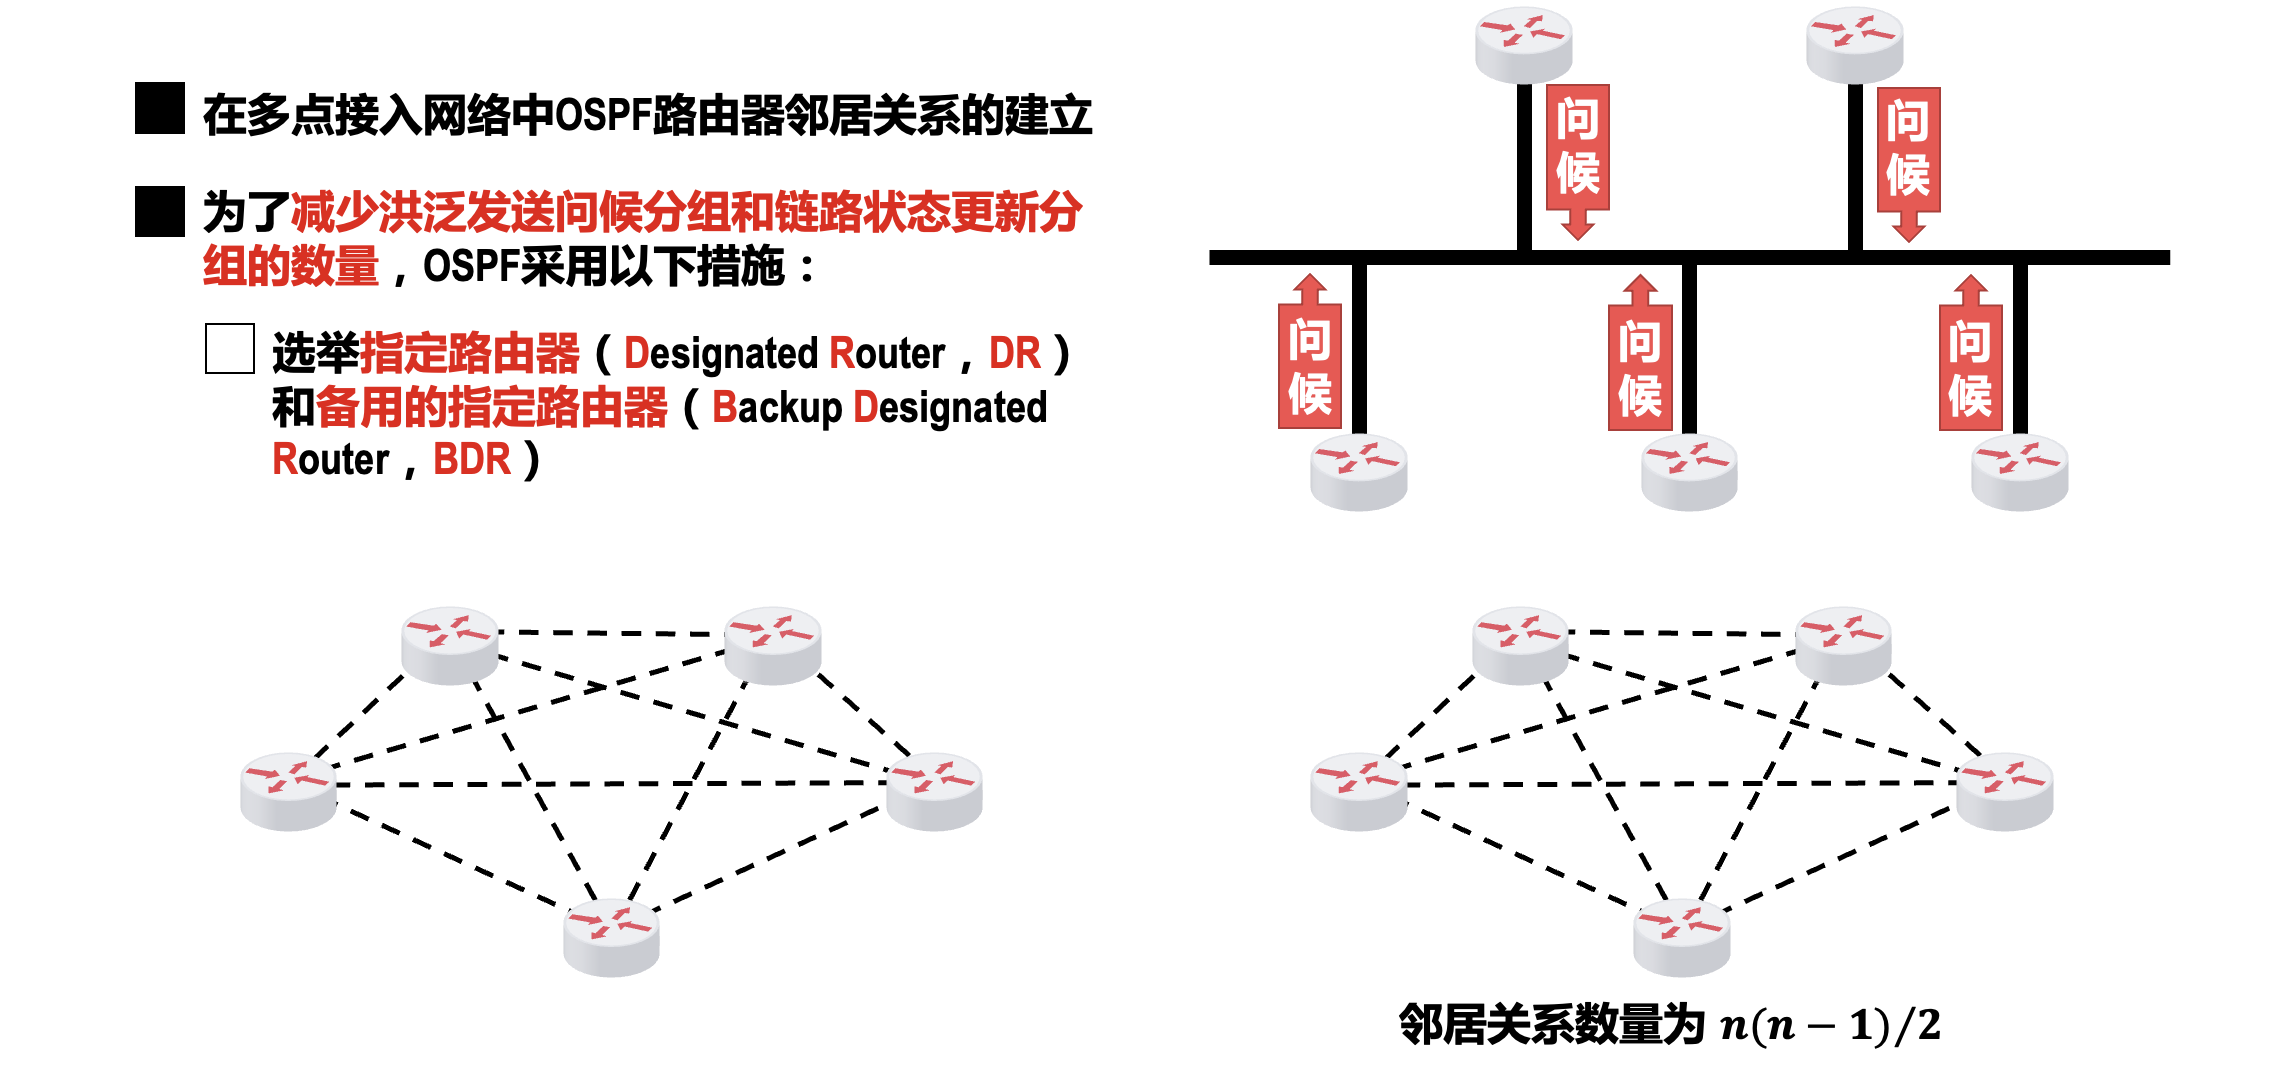 在多点接入网络中OSPF路由器邻居关系的建立
为了减少洪泛发送问候分组和链路状态更新分
组的数量，OSPF采用以下措施：
选举指定路由器（Designated Router，DR）
和备用的指定路由器（Backup Designated
Router，BDR）
问候
问候
问候
问候
问候
邻居关系数量为 n(n − 1)/2